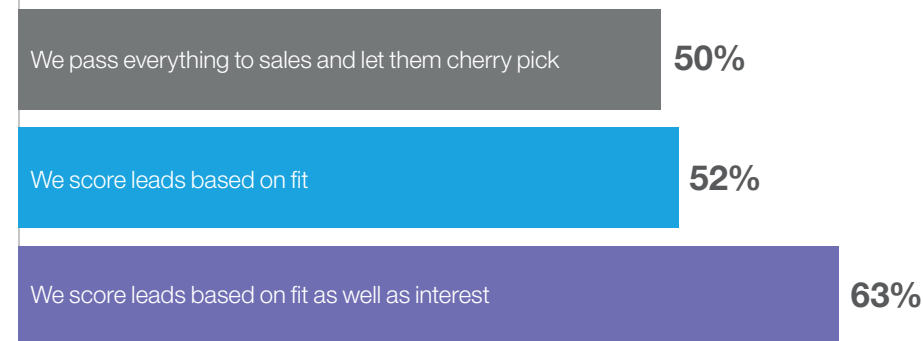 We pass everything to sales and let them cherry pick 50%
We score leads based on fit 52%
We score leads based on fit as well as interest 63%